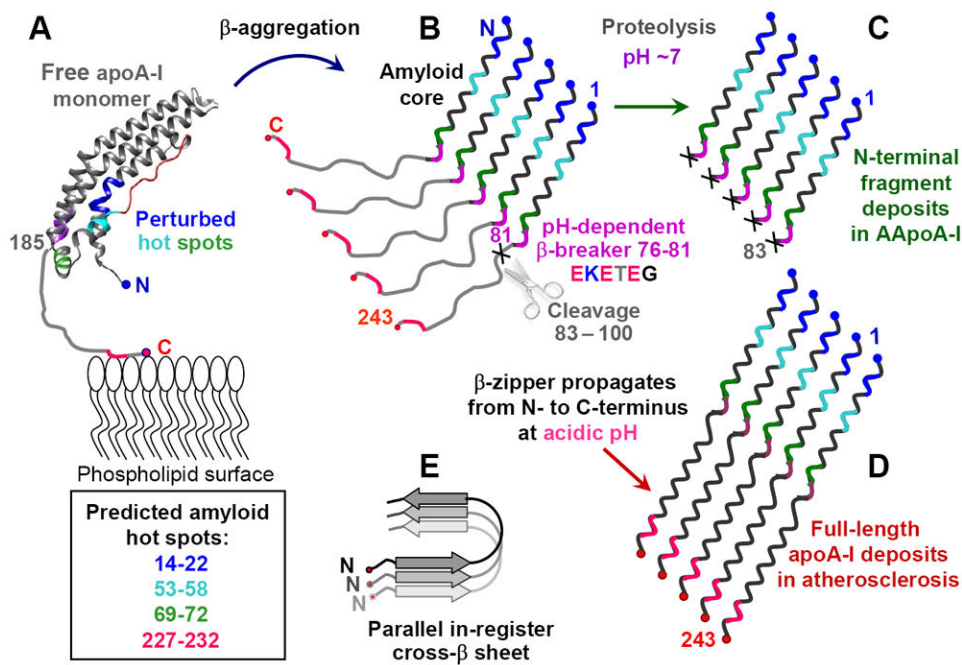 A
Free apoA-I
monomer
185
Perturbed
hot spots
N
C
Phospholipid surface
Predicted amyloid
hot spots:
14-22
53-58
69-72
227-232
β-aggregation
B
N
Amyloid
core
1
C
81
pH-dependent
β-breaker 76-81
EKETEG
Cleavage
83–100
243
Proteolysis
pH ~7
C
1
N-terminal
fragment
deposits
in AApoA-I
83
β-zipper propagates
from N- to C-terminus
at acidic pH
1
D
Full-length
apoA-I deposits
in atherosclerosis
243
E
N
N
N
Parallel in-register
cross-β sheet